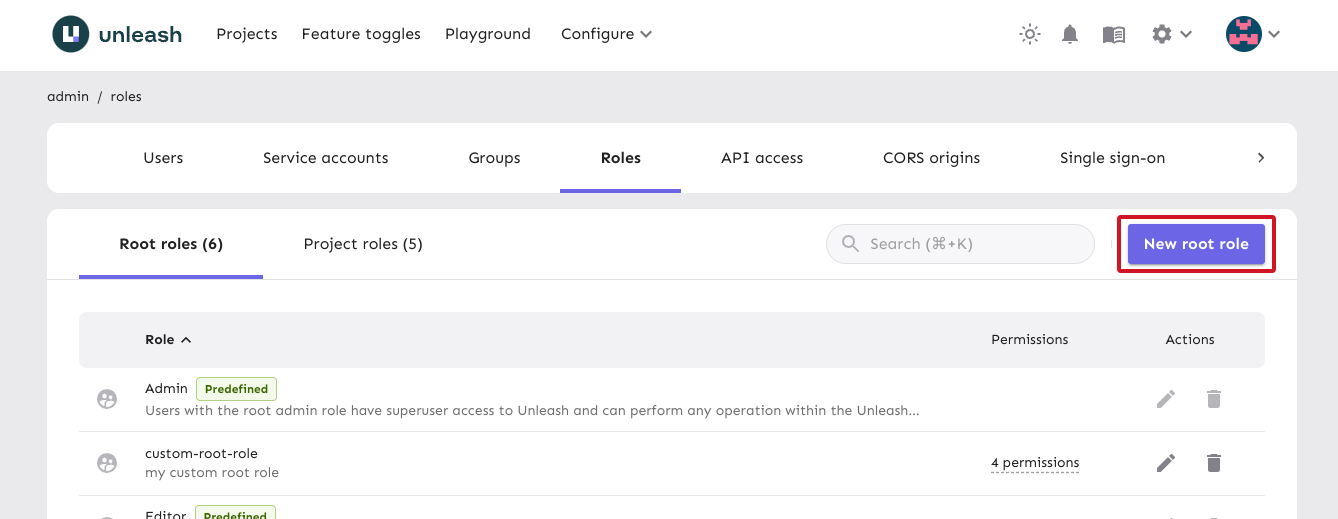 unleash Projects Feature toggles Playground Configure
admin / roles
Users Service accounts Groups Roles API access CORS origins Single sign-on
Root roles (6) Project roles (5) Search (⌘+K) New root role
Role Permissions Actions
Admin Predefined
Users with the root admin role have superuser access to Unleash and can perform any operation within the Unleash...
custom-root-role
my custom root role
4 permissions
Editor Predefined